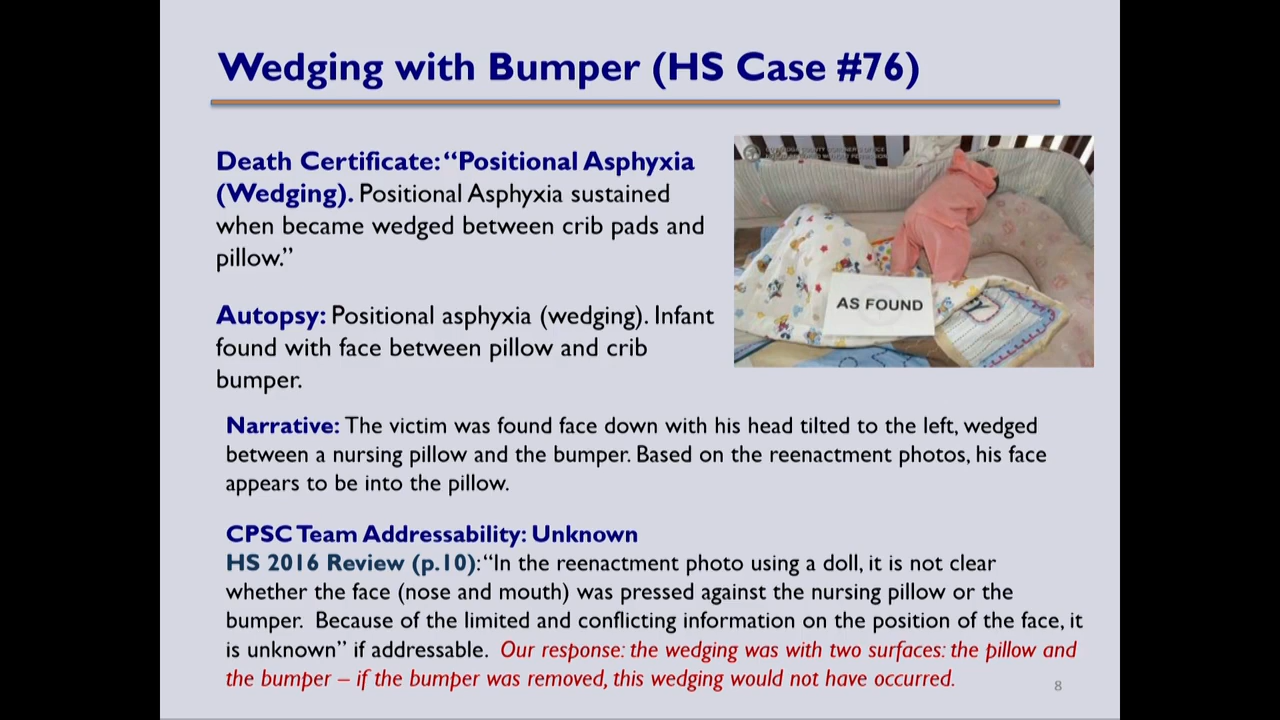 Wedging with Bumper (HS Case #76)
Death Certificate: “Positional Asphyxia
(Wedging). Positional Asphyxia sustained
when became wedged between crib pads and
pillow.”
Autopsy: Positional asphyxia (wedging). Infant
found with face between pillow and crib
bumper.
AS FOUND
Narrative: The victim was found face down with his head tilted to the left, wedged
between a nursing pillow and the bumper. Based on the reenactment photos, his face
appears to be into the pillow.
CPSC Team Addressability: Unknown
HS 2016 Review (p.10): “In the reenactment photo using a doll, it is not clear
whether the face (nose and mouth) was pressed against the nursing pillow or the
bumper. Because of the limited and conflicting information on the position of the face, it
is unknown” if addressable. Our response: the wedging was with two surfaces: the pillow and
the bumper – if the bumper was removed, this wedging would not have occurred.
8